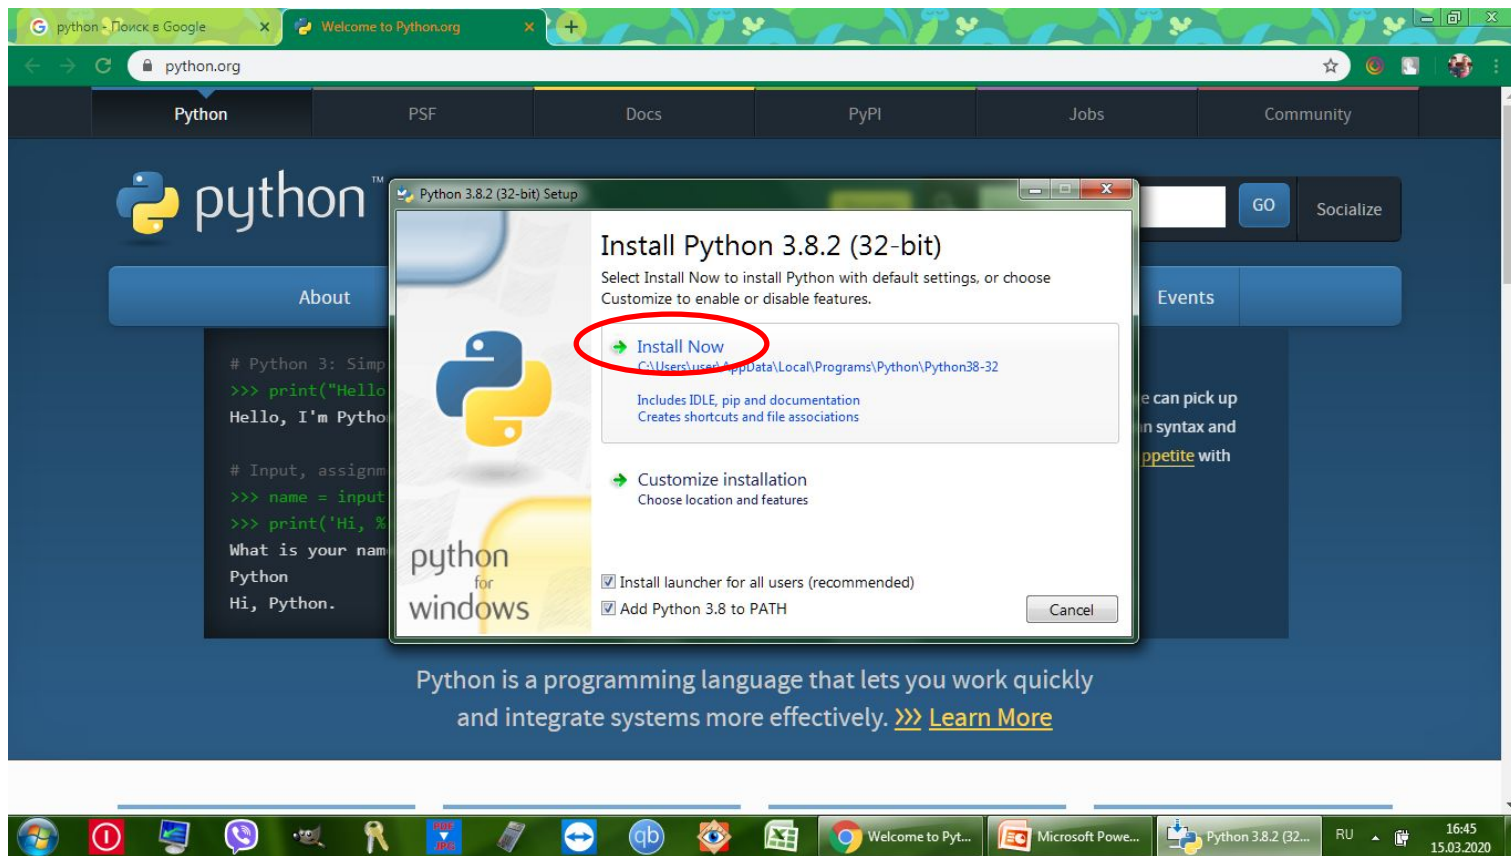 python - Поиск в Google
Welcome to Python.org
python.org
Python
PSF
Docs
PyPI
Jobs
Community
python™
GO
Socialize
About
Events
Python 3.8.2 (32-bit) Setup
Install Python 3.8.2 (32-bit)
Select Install Now to install Python with default settings, or choose
Customize to enable or disable features.
Install Now
C:\Users\user\AppData\Local\Programs\Python\Python38-32
Includes IDLE, pip and documentation
Creates shortcuts and file associations
Customize installation
Choose location and features
Install launcher for all users (recommended)
Add Python 3.8 to PATH
Cancel
python
for
windows
# Python 3: Simp
>>> print("Hello
Hello, I'm Pytho
# Input, assignm
>>> name = input
>>> print('Hi, %
What is your nam
Python
Hi, Python.
e can pick up
n syntax and
ppetite with
Python is a programming language that lets you work quickly
and integrate systems more effectively. >>> Learn More
PDF
JPG
qb
Welcome to Pyt...
Microsoft Powe...
Python 3.8.2 (32...
RU
16:45
15.03.2020